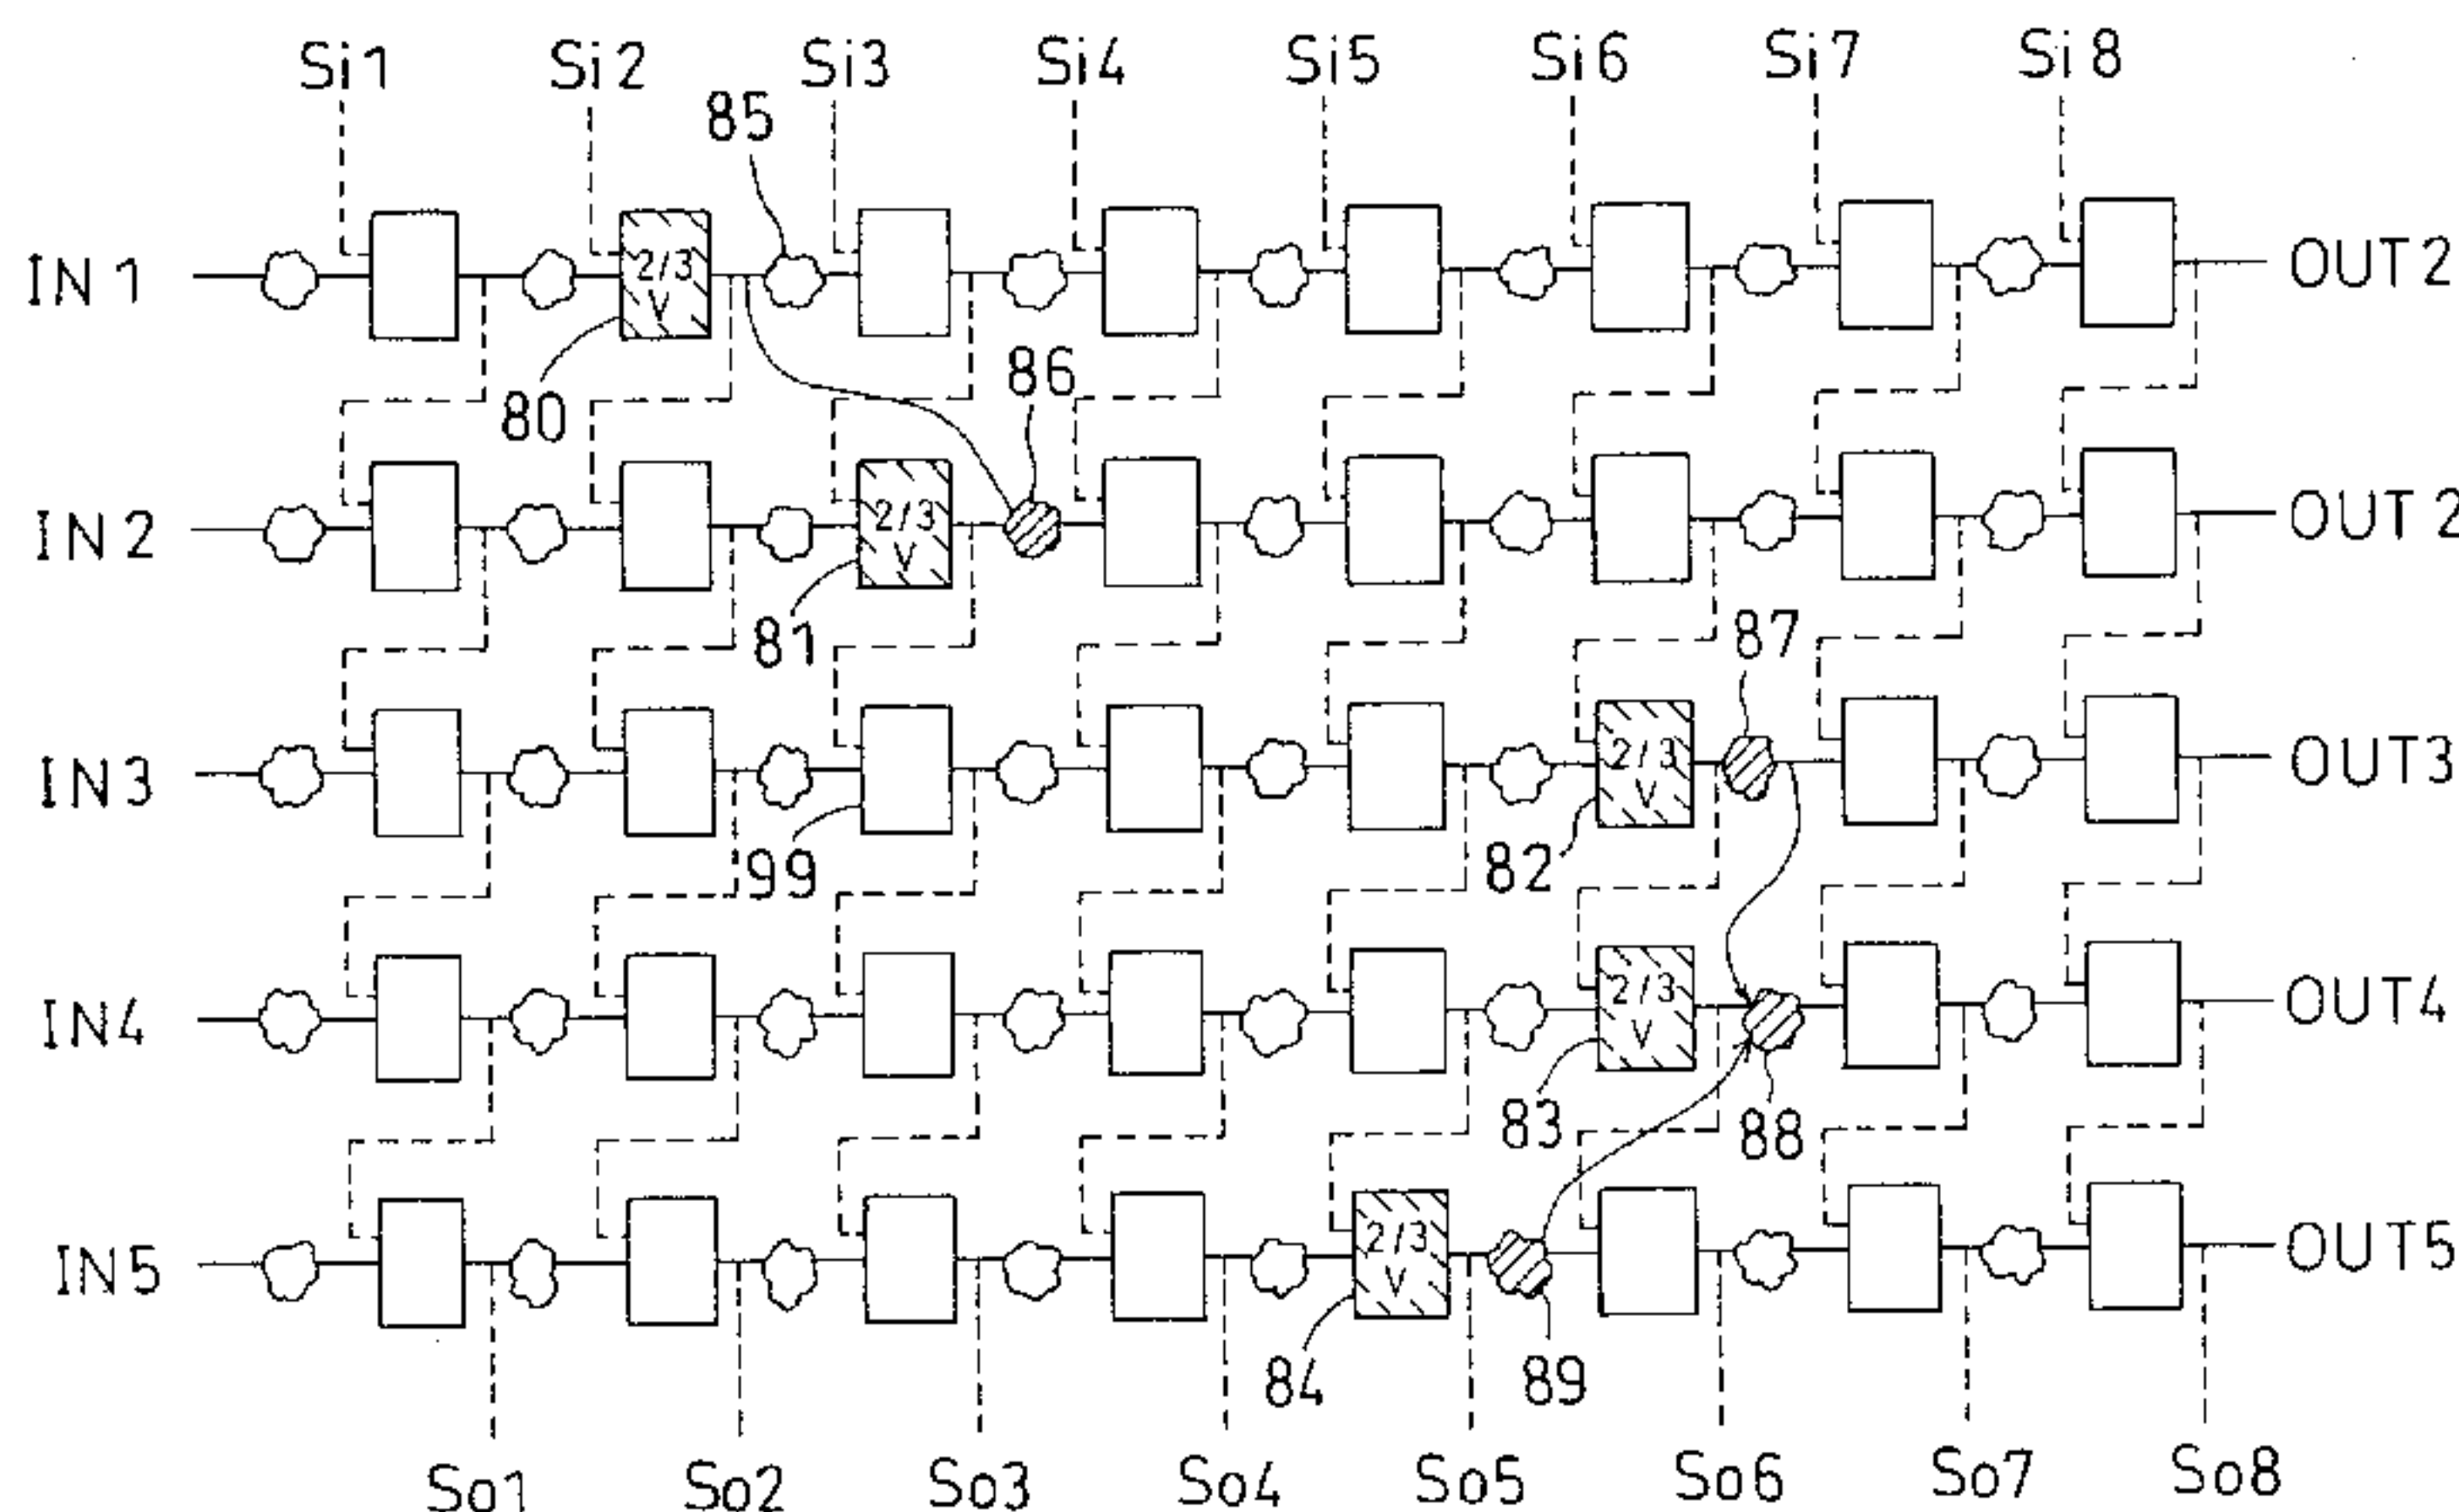 Si1 Si2 Si3 Si4 Si5 Si6 Si7 Si8
85
IN1 2/3 V OUT2
80 86
IN2 2/3 V OUT2
81 87
IN3 2/3 V OUT3
99 82
IN4 2/3 V OUT4
83 88
IN5 2/3 V OUT5
84 89
So1 So2 So3 So4 So5 So6 So7 So8